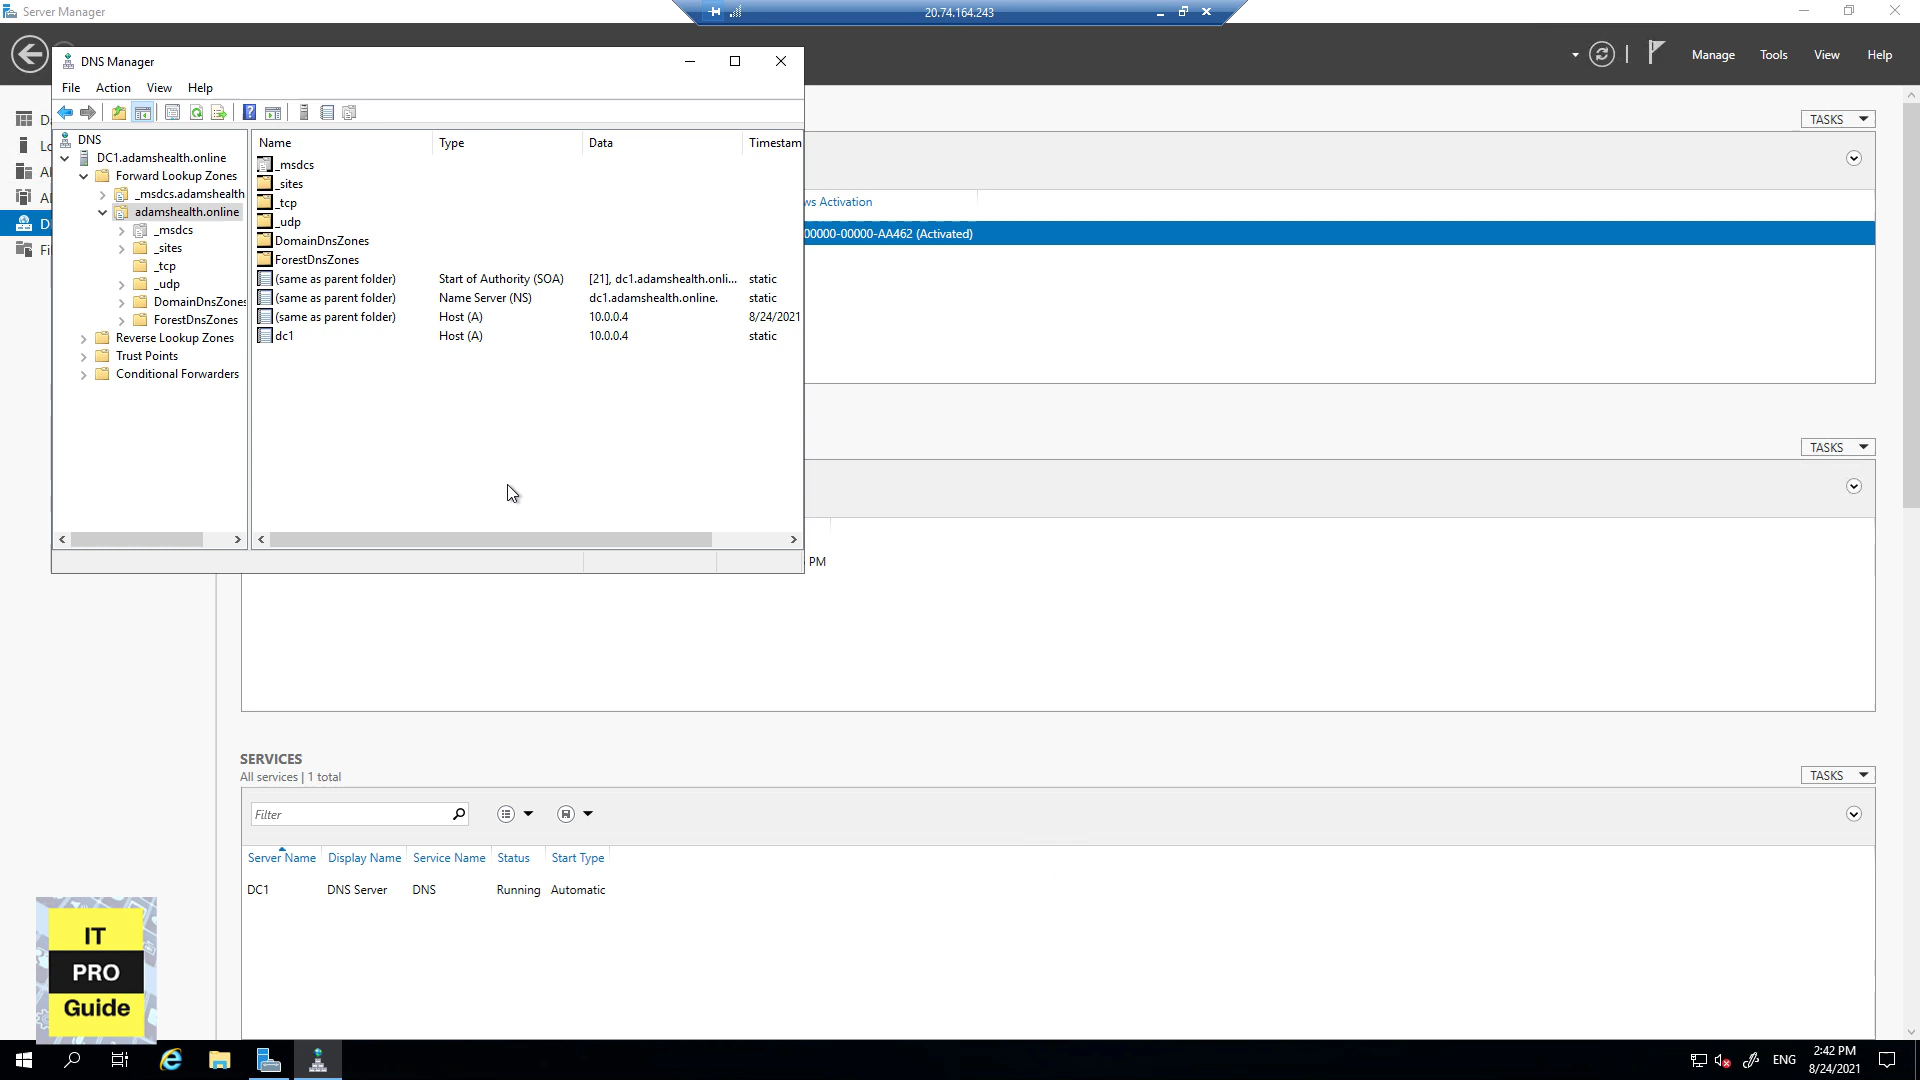 Server Manager
20.74.164.243
Manage
Tools
View
Help
DNS Manager
File
Action
View
Help
DNS
DC1.adamshealth.online
Forward Lookup Zones
_msdcs.adamshealth
adamshealth.online
_msdcs
_sites
_tcp
_udp
DomainDnsZones
ForestDnsZones
Reverse Lookup Zones
Trust Points
Conditional Forwarders
Name Type Data Timestam
_msdcs
_sites
_tcp
_udp
DomainDnsZones
ForestDnsZones
(same as parent folder) Start of Authority (SOA) [21], dc1.adamshealth.onli... static
(same as parent folder) Name Server (NS) dc1.adamshealth.online. static
(same as parent folder) Host (A) 10.0.0.4 8/24/2021
dc1 Host (A) 10.0.0.4 static
TASKS
ws Activation
00000-00000-AA462 (Activated)
TASKS
PM
SERVICES
All services | 1 total
TASKS
Filter
Server Name Display Name Service Name Status Start Type
DC1 DNS Server DNS Running Automatic
IT
PRO
Guide
ENG
2:42 PM
8/24/2021